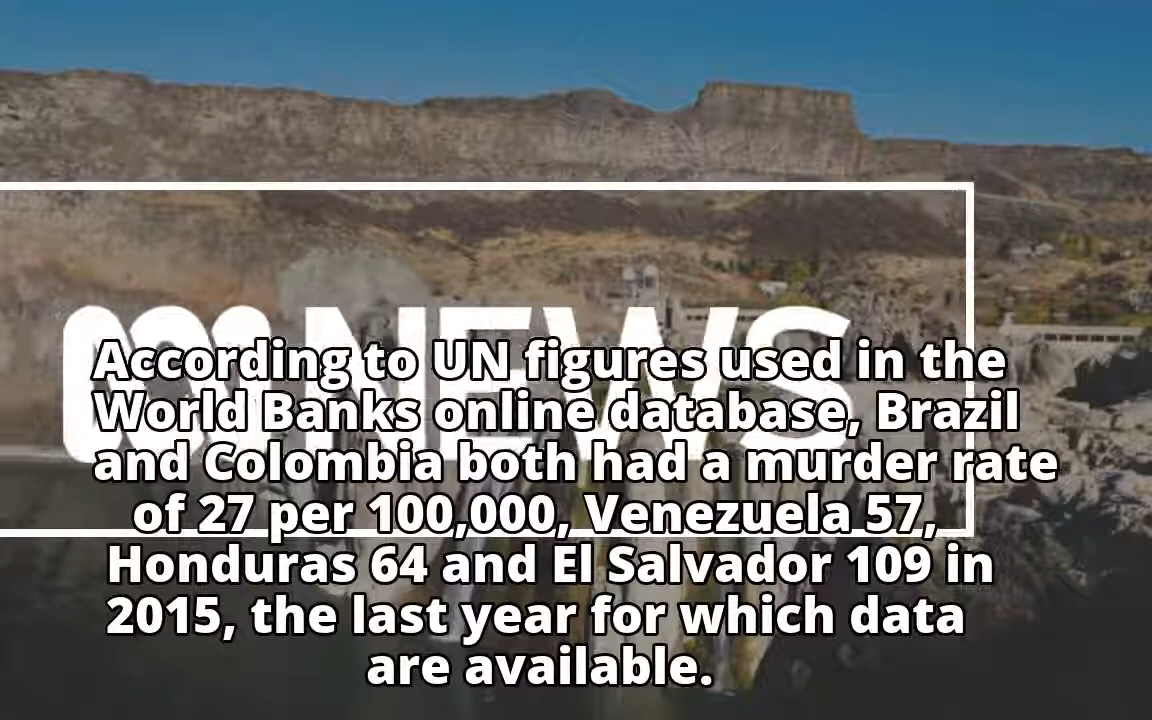 NEWS
According to UN figures used in the
World Banks online database, Brazil
and Colombia both had a murder rate
of 27 per 100,000, Venezuela 57,
Honduras 64 and El Salvador 109 in
2015, the last year for which data
are available.